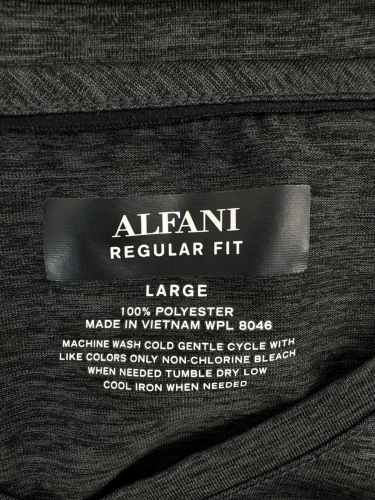 ALFANI
REGULAR FIT
LARGE
100% POLYESTER
MADE IN VIETNAM WPL 8046
MACHINE WASH COLD GENTLE CYCLE WITH
LIKE COLORS ONLY NON-CHLORINE BLEACH
WHEN NEEDED TUMBLE DRY LOW
COOL IRON WHEN NEEDED